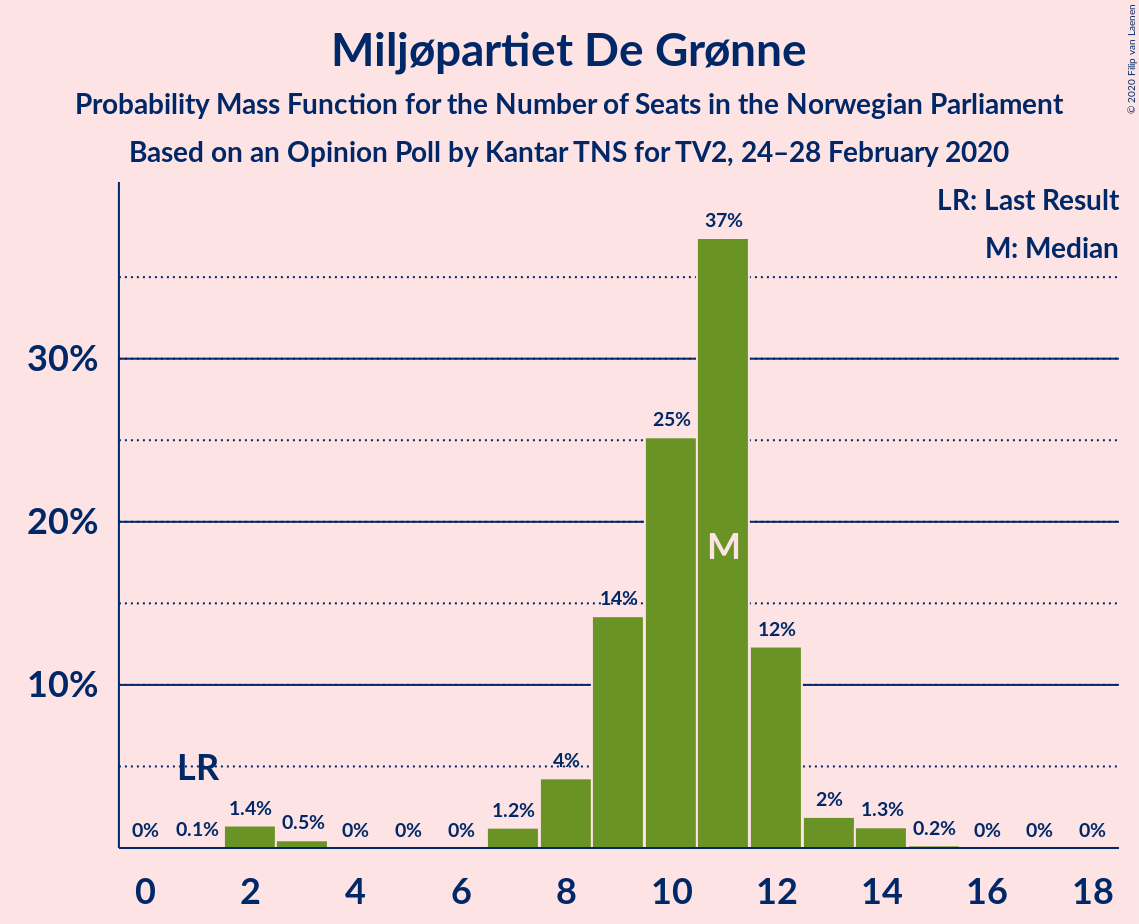 Miljøpartiet De Grønne
Probability Mass Function for the Number of Seats in the Norwegian Parliament
Based on an Opinion Poll by Kantar TNS for TV2, 24–28 February 2020
© 2020 Filip van Laenen
LR: Last Result
M: Median
37%
30%
25%
20%
M
14%
12%
10%
LR
4%
0%
0.1%
1.4%
0.5%
0%
0%
0%
1.2%
2%
1.3%
0.2%
0%
0%
0%
0 2 4 6 8 10 12 14 16 18